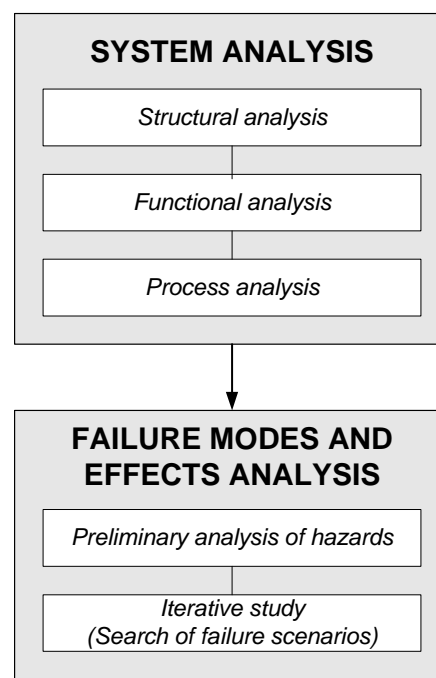 SYSTEM ANALYSIS
Structural analysis
Functional analysis
Process analysis
FAILURE MODES AND
EFFECTS ANALYSIS
Preliminary analysis of hazards
Iterative study
(Search of failure scenarios)